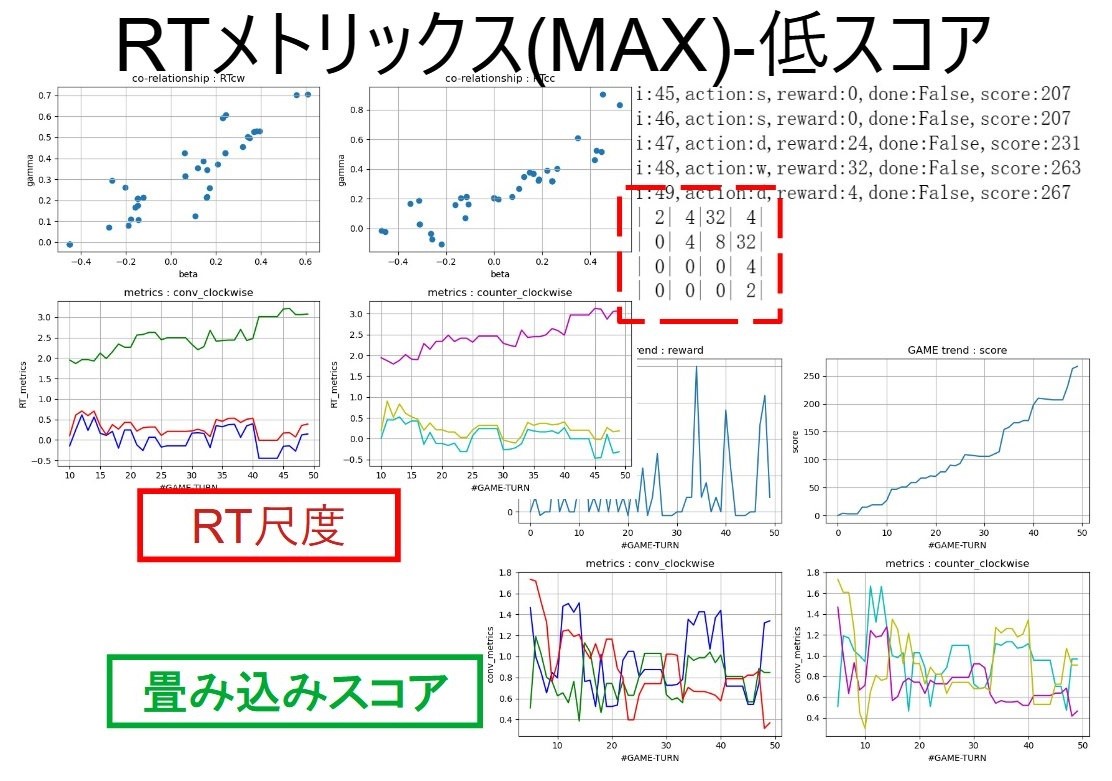 RTメトリックス(MAX)-低スコア
co-relationship : RTcw
gamma
0.7
0.6
0.5
0.4
0.3
0.2
0.1
0.0
−0.4 −0.2 0.0 0.2 0.4 0.6
beta
co-relationship : RTcc
gamma
0.8
0.6
0.4
0.2
0.0
−0.4 −0.2 0.0 0.2 0.4
beta
i:45,action:s,reward:0,done:False,score:207
i:46,action:s,reward:0,done:False,score:207
i:47,action:d,reward:24,done:False,score:231
i:48,action:w,reward:32,done:False,score:263
i:49,action:d,reward:4,done:False,score:267
| 2| 4|32| 4|
| 0| 4| 8|32|
| 0| 0| 0| 4|
| 0| 0| 0| 2|
metrics : conv_clockwise
RT_metrics
3.0
2.5
2.0
1.5
1.0
0.5
0.0
−0.5
10 15 20 25 30 35 40 45 50
#GAME-TURN
metrics : counter_clockwise
RT_metrics
3.0
2.5
2.0
1.5
1.0
0.5
0.0
−0.5
10 15 20 25 30 35 40 45 50
#GAME-TURN
rend : reward
0
0 10 20 30 40 50
#GAME-TURN
GAME trend : score
score
250
200
150
100
50
0
0 10 20 30 40 50
#GAME-TURN
RT尺度
畳み込みスコア
metrics : conv_clockwise
conv_metrics
1.8
1.6
1.4
1.2
1.0
0.8
0.6
0.4
10 20 30 40 50
#GAME-TURN
metrics : counter_clockwise
conv_metrics
1.8
1.6
1.4
1.2
1.0
0.8
0.6
0.4
10 20 30 40 50
#GAME-TURN